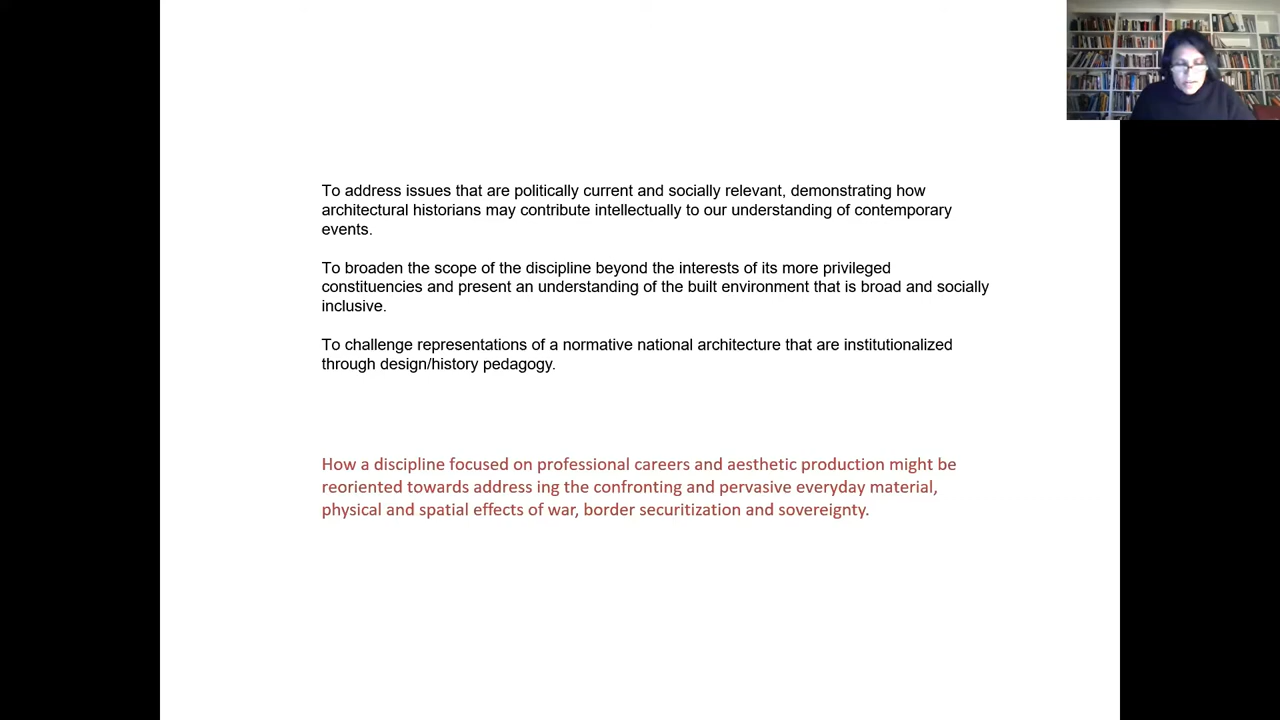 To address issues that are politically current and socially relevant, demonstrating how
architectural historians may contribute intellectually to our understanding of contemporary
events.
To broaden the scope of the discipline beyond the interests of its more privileged
constituencies and present an understanding of the built environment that is broad and socially
inclusive.
To challenge representations of a normative national architecture that are institutionalized
through design/history pedagogy.
How a discipline focused on professional careers and aesthetic production might be
reoriented towards address ing the confronting and pervasive everyday material,
physical and spatial effects of war, border securitization and sovereignty.